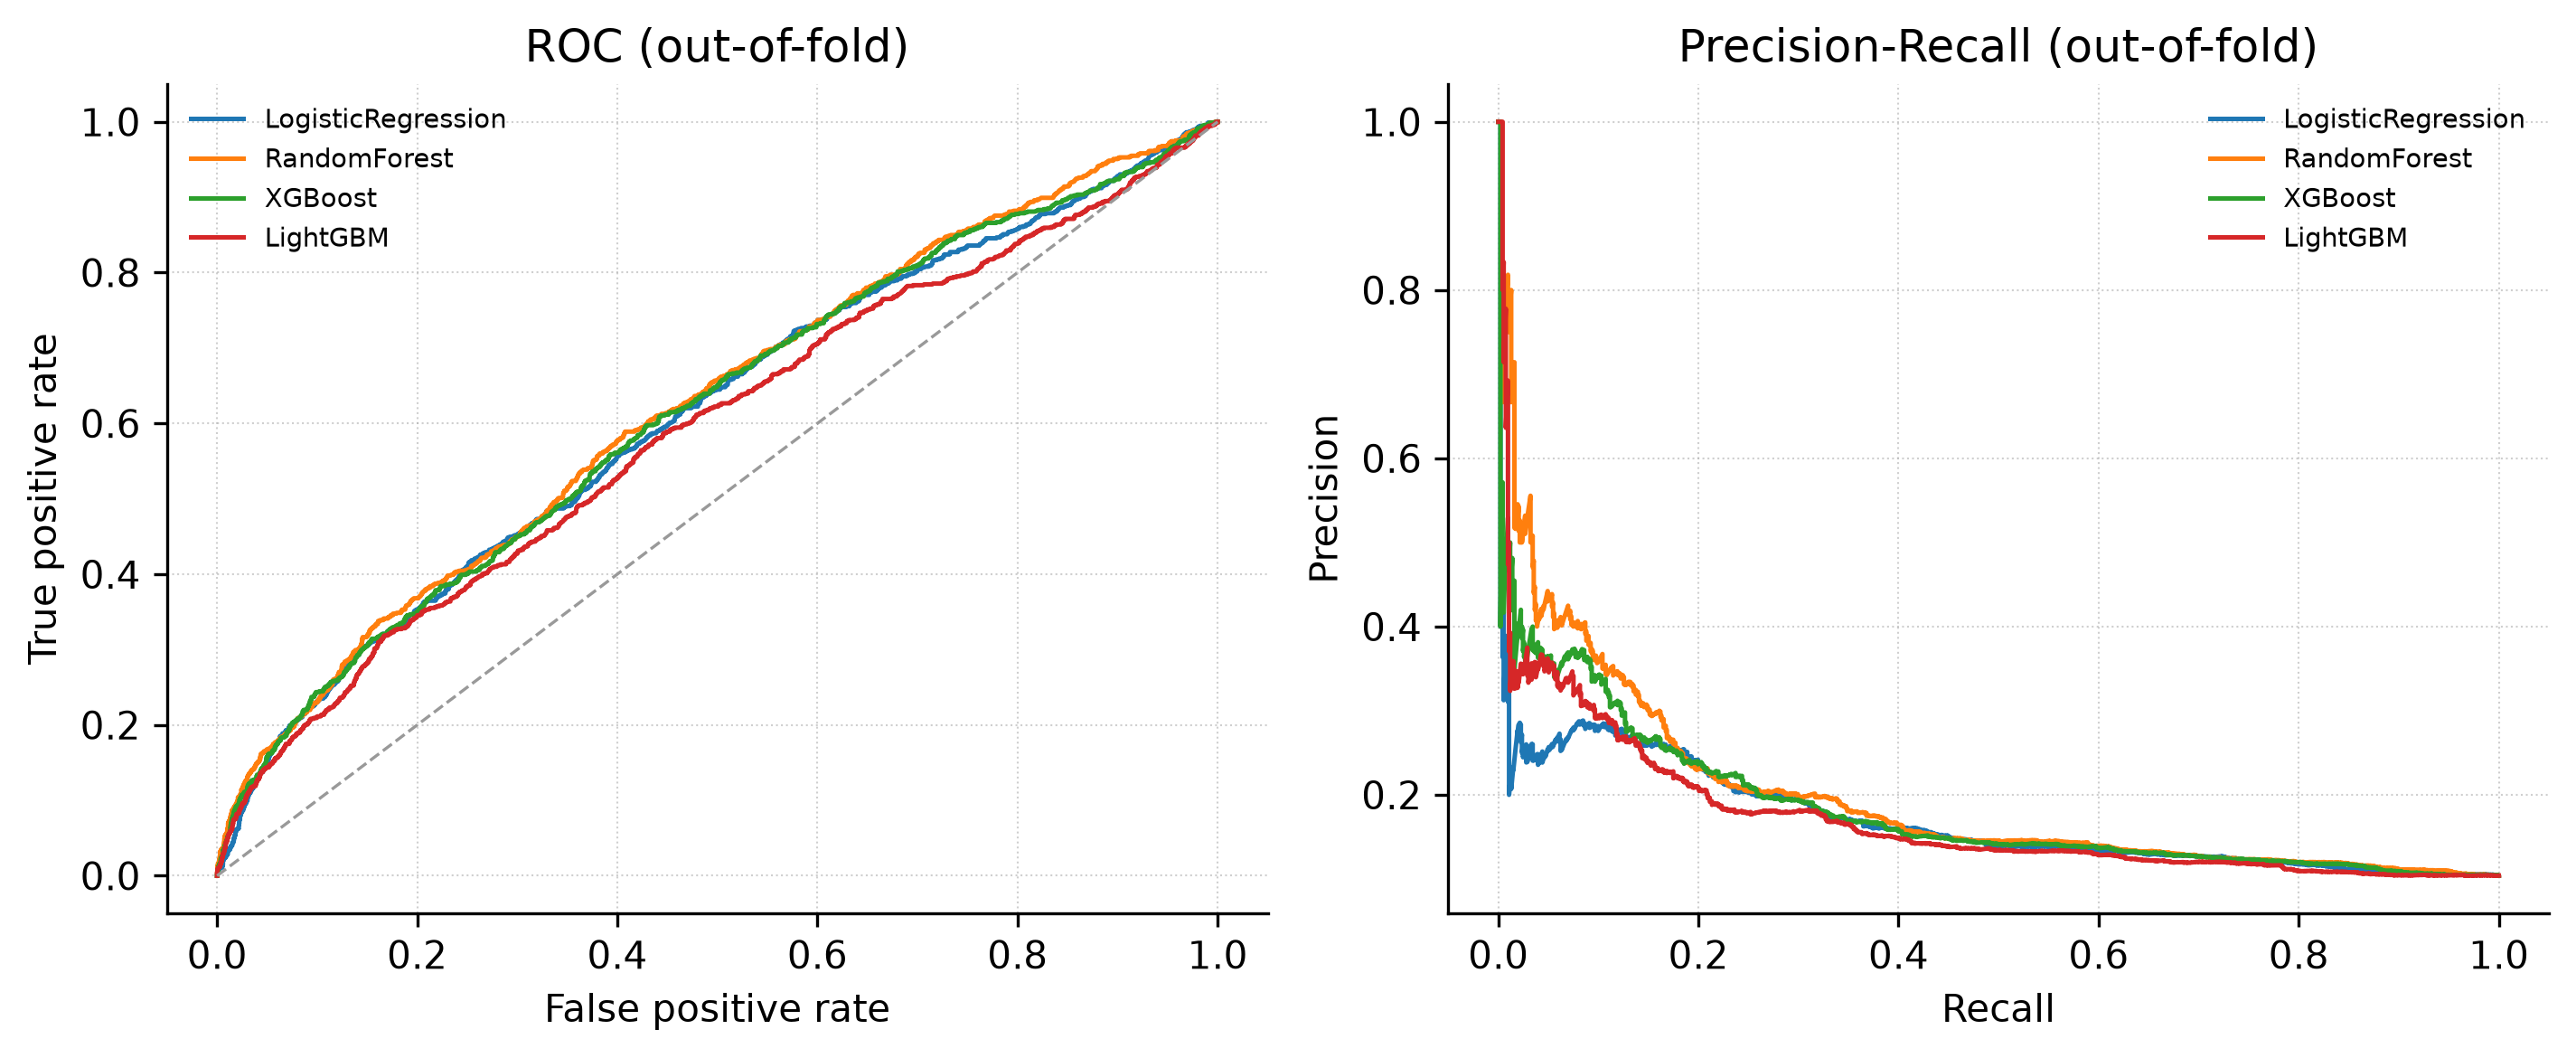 ROC (out-of-fold)
LogisticRegression
RandomForest
XGBoost
LightGBM
1.0
0.8
0.6
0.4
0.2
0.0
True positive rate
0.0 0.2 0.4 0.6 0.8 1.0
False positive rate
Precision-Recall (out-of-fold)
LogisticRegression
RandomForest
XGBoost
LightGBM
1.0
0.8
0.6
0.4
0.2
Precision
0.0 0.2 0.4 0.6 0.8 1.0
Recall